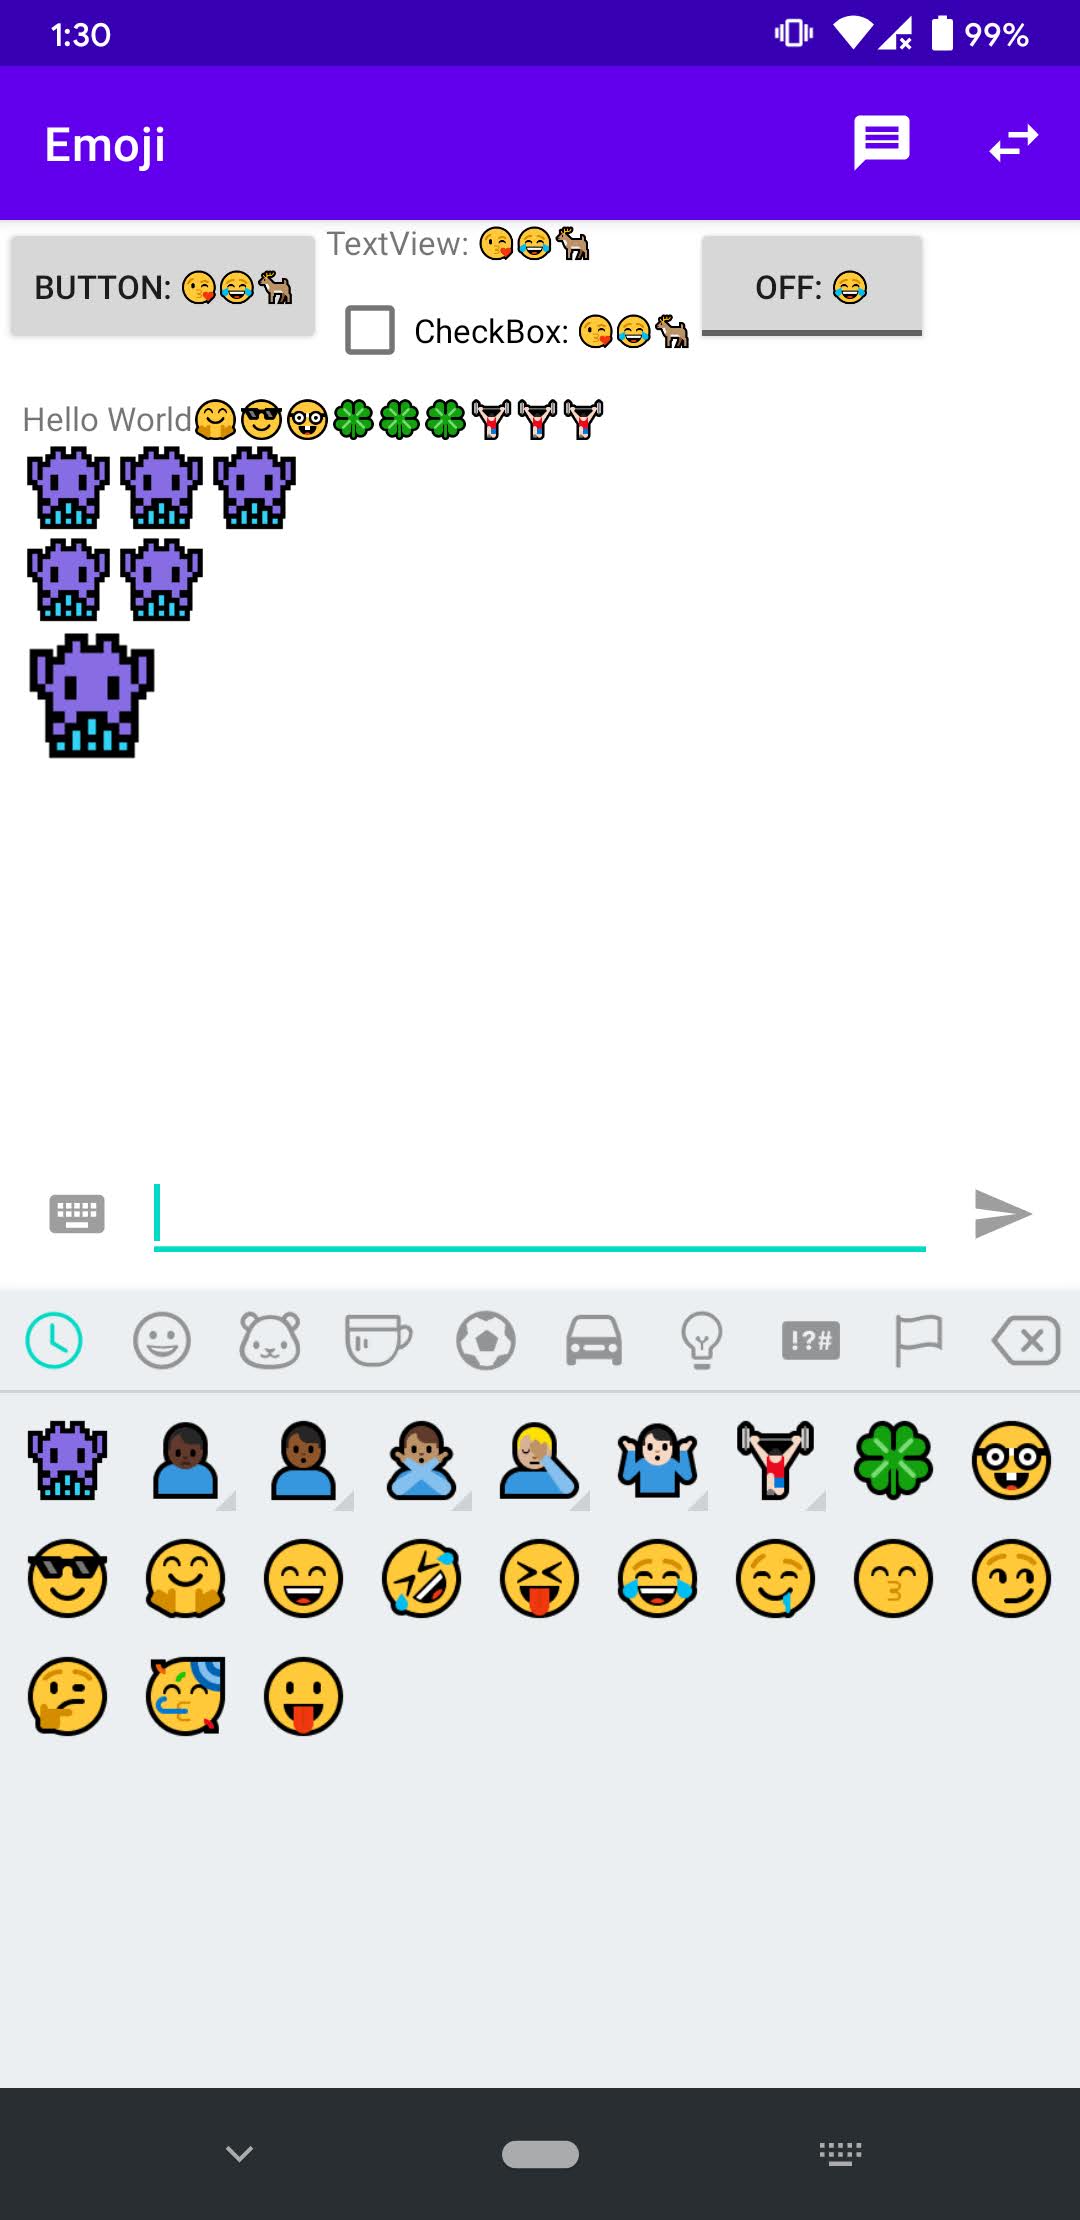 1:30 99%
Emoji
BUTTON: 😘😂🦌 TextView: 😘😂🦌 OFF: 😂
CheckBox: 😘😂🦌
Hello World🤗😎🤓🍀🍀🍀🏋🏻🏋🏻🏋🏻
👾👾👾
👾👾
👾
!?#